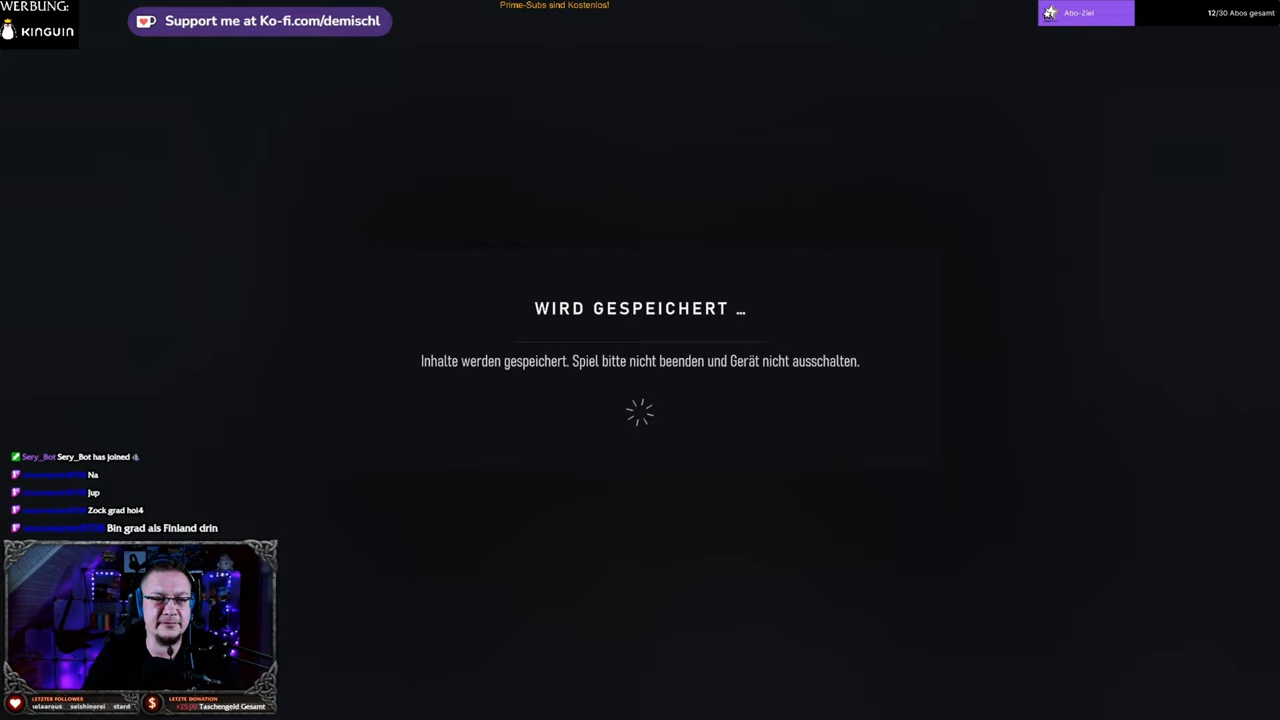 WERBUNG:
KINGUIN
Support me at Ko-fi.com/demischl
Prime-Subs sind Kostenlos!
Abo-Ziel
12/30 Abos gesamt
WIRD GESPEICHERT ...
Inhalte werden gespeichert. Spiel bitte nicht beenden und Gerät nicht ausschalten.
Sery_Bot Sery_Bot has joined
Na
Jup
Zock grad hoi4
Bin grad als Finland drin
LETZTER FOLLOWER
seishinorei stard
LETZTE DONATION
Taschengeld Gesamt